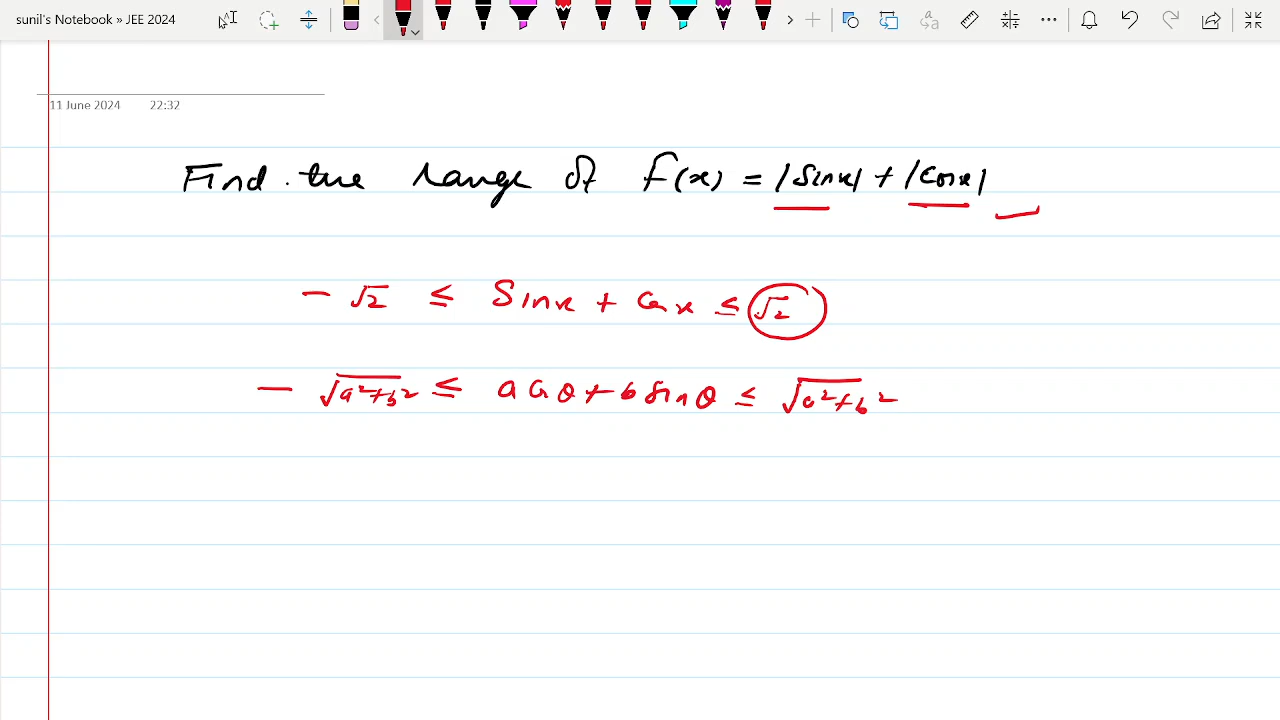 sunil's Notebook » JEE 2024
11 June 2024 22:32
Find the range of f(x) = |sinx| + |cosx|
- √2 ≤ Sinx + cosx ≤ √2
- √a²+b² ≤ a cosθ + b sinθ ≤ √a²+b²